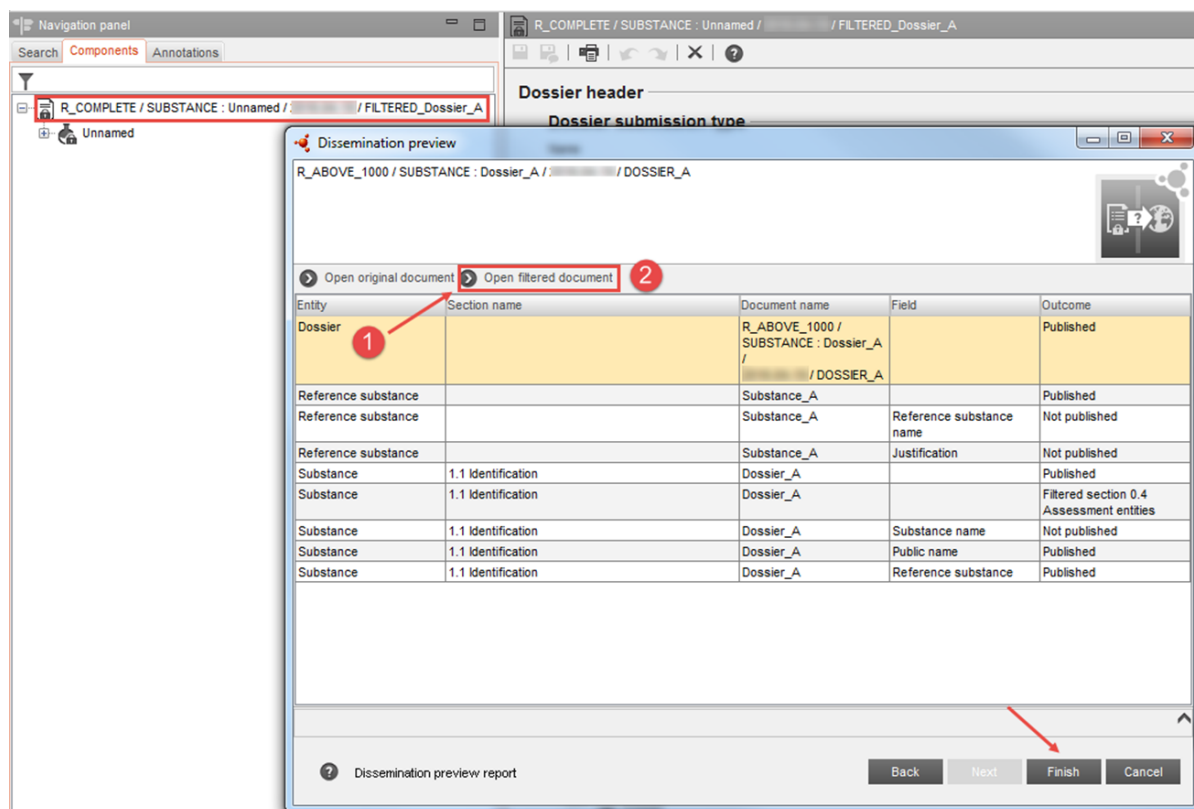 Navigation panel
R_COMPLETE / SUBSTANCE : Unnamed / / FILTERED_Dossier_A
Search Components Annotations
R_COMPLETE / SUBSTANCE : Unnamed / / FILTERED_Dossier_A
Unnamed
Dossier header
Dossier submission type
Dissemination preview
R_ABOVE_1000 / SUBSTANCE : Dossier_A / / DOSSIER_A
Open original document Open filtered document 2
Entity Section name Document name Field Outcome
Dossier R_ABOVE_1000 / Published
SUBSTANCE : Dossier_A
/
/ DOSSIER_A
1
Reference substance Substance_A Published
Reference substance Substance_A Reference substance Not published
name
Reference substance Substance_A Justification Not published
Substance 1.1 Identification Dossier_A Published
Substance 1.1 Identification Dossier_A Filtered section 0.4
Assessment entities
Substance 1.1 Identification Dossier_A Substance name Not published
Substance 1.1 Identification Dossier_A Public name Published
Substance 1.1 Identification Dossier_A Reference substance Published
Dissemination preview report
Back Next Finish Cancel